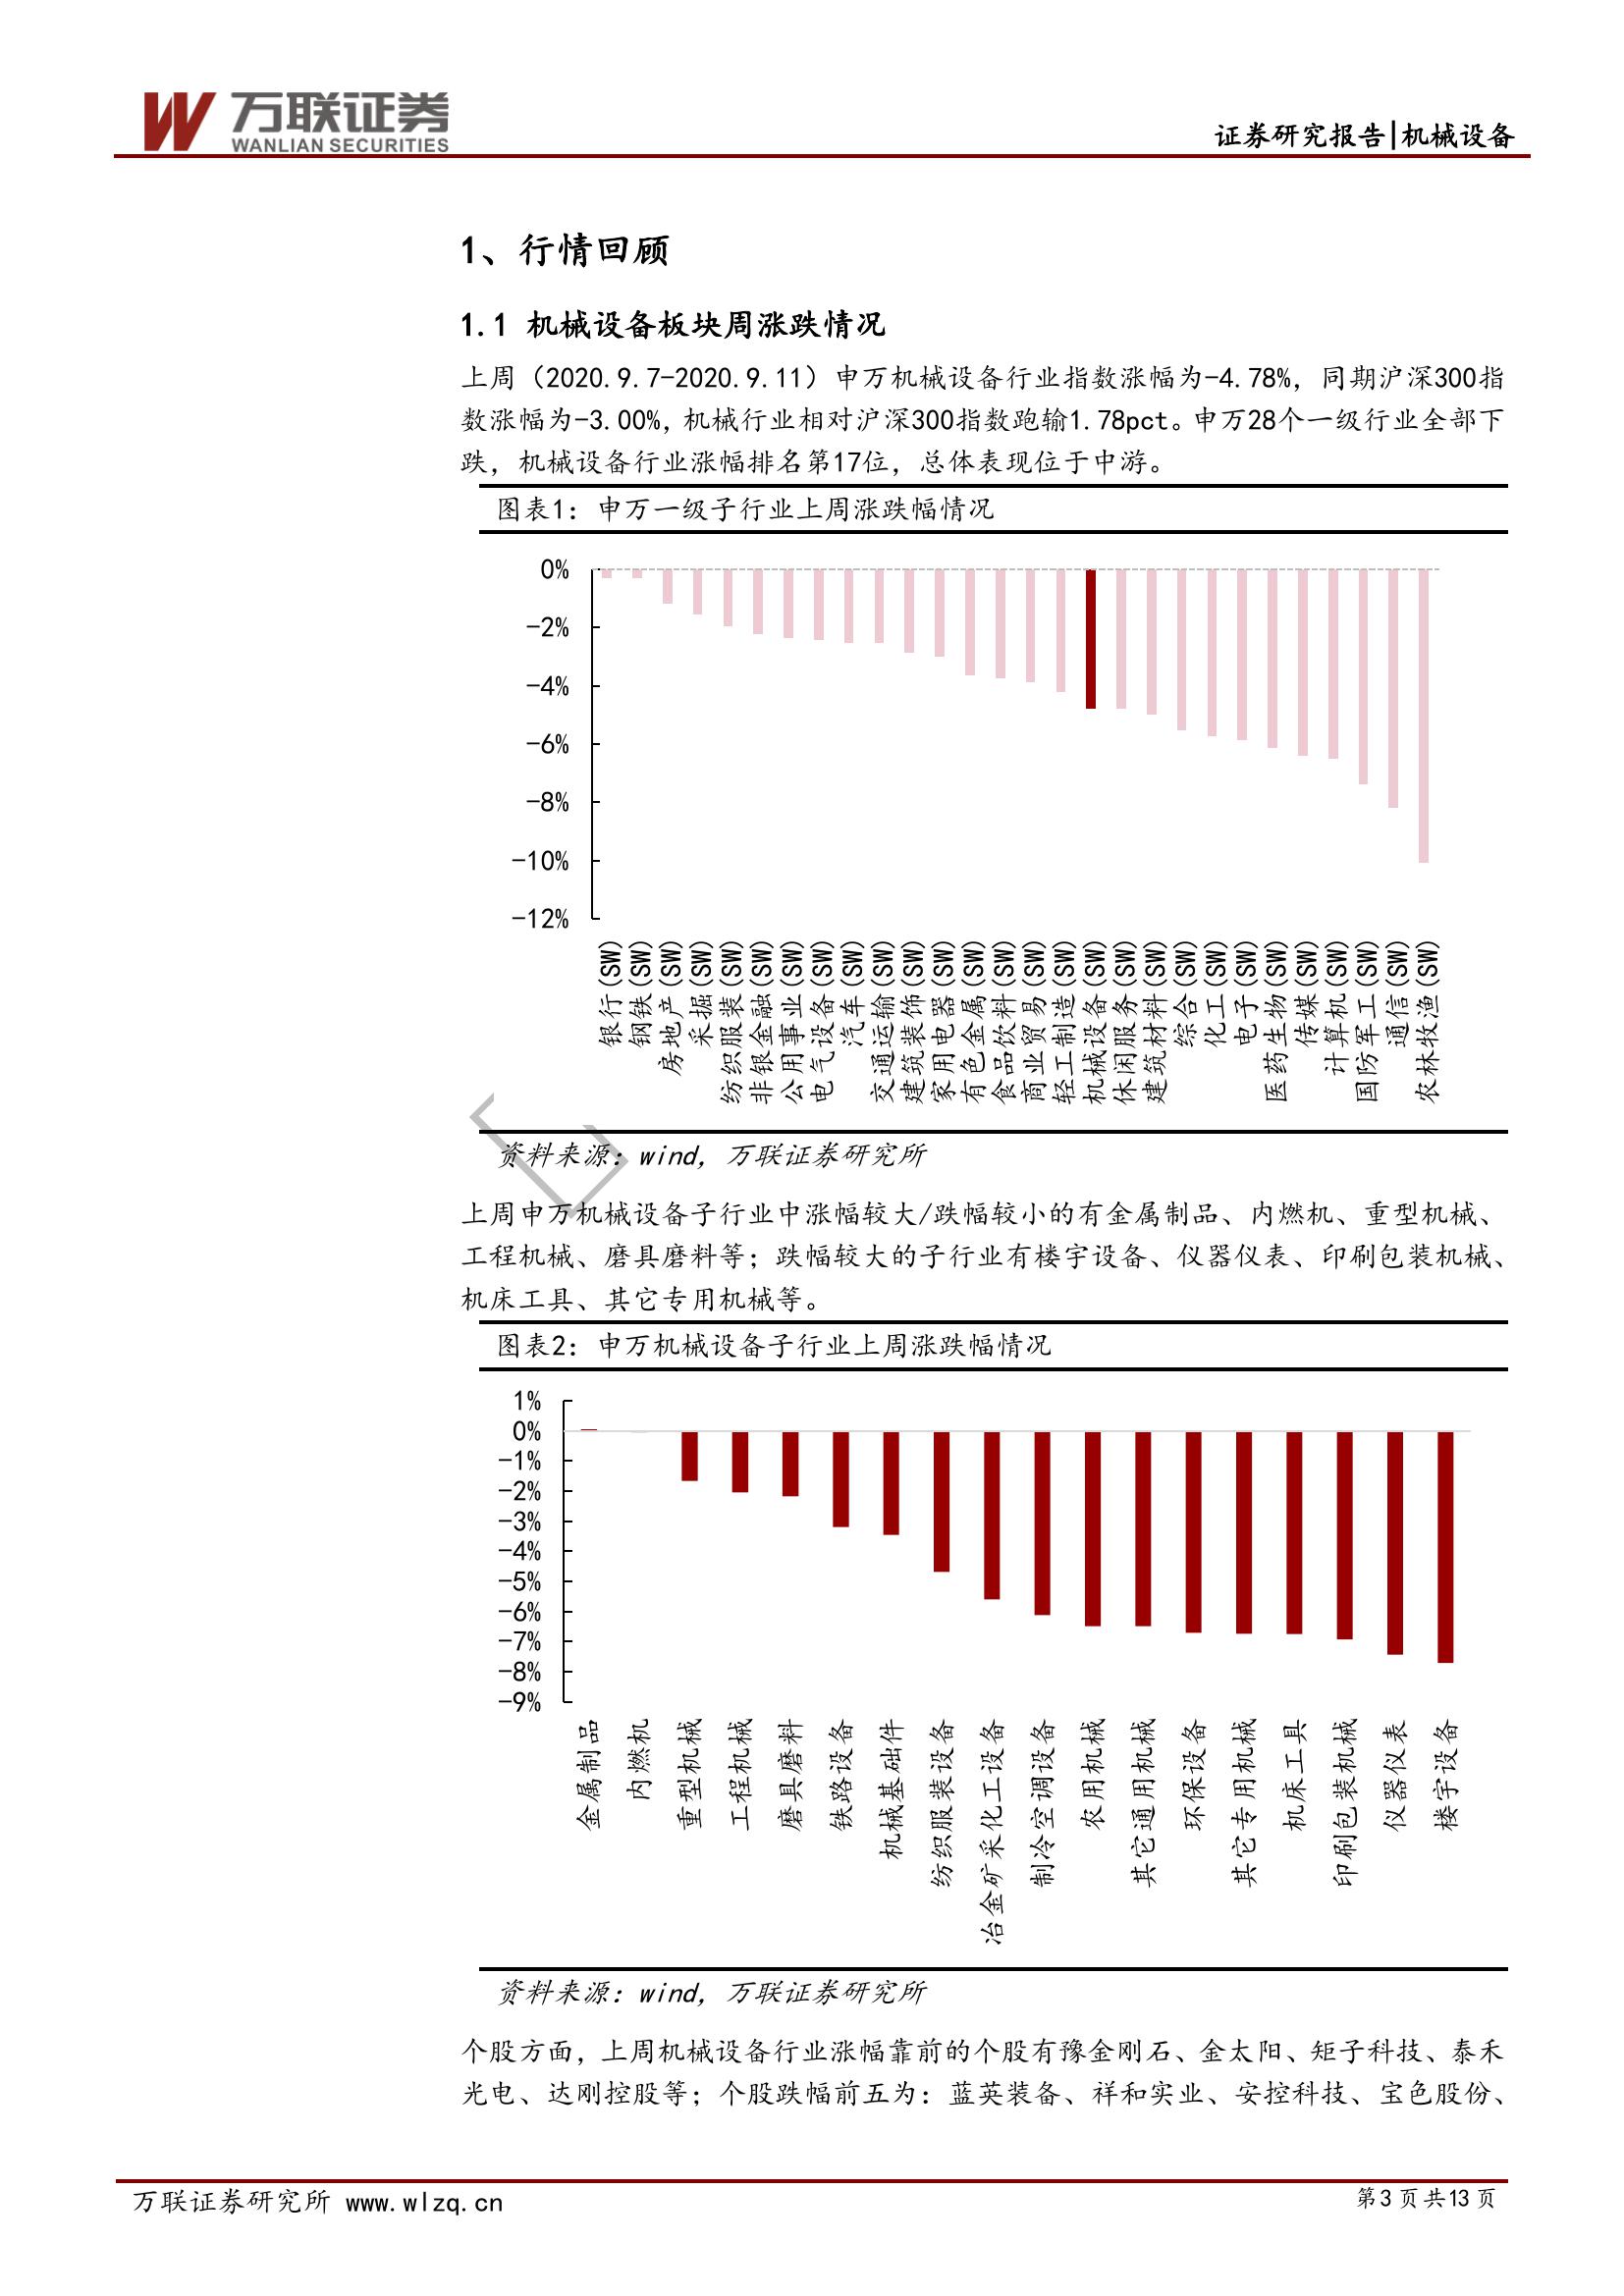 万联证券
WANLIAN SECURITIES
证券研究报告|机械设备
1、行情回顾
1.1 机械设备板块周涨跌情况
上周（2020.9.7-2020.9.11）申万机械设备行业指数涨幅为-4.78%，同期沪深300指
数涨幅为-3.00%，机械行业相对沪深300指数跑输1.78pct。申万28个一级行业全部下
跌，机械设备行业涨幅排名第17位，总体表现位于中游。
图表1：申万一级子行业上周涨跌幅情况
0%
-2%
-4%
-6%
-8%
-10%
-12%
银行(SW)
钢铁(SW)
房地产(SW)
采掘(SW)
纺织服装(SW)
非银金融(SW)
公用事业(SW)
电气设备(SW)
汽车(SW)
交通运输(SW)
建筑装饰(SW)
家用电器(SW)
有色金属(SW)
食品饮料(SW)
商业贸易(SW)
轻工制造(SW)
机械设备(SW)
休闲服务(SW)
建筑材料(SW)
综合(SW)
化工(SW)
电子(SW)
医药生物(SW)
传媒(SW)
计算机(SW)
国防军工(SW)
通信(SW)
农林牧渔(SW)
资料来源：wind，万联证券研究所
上周申万机械设备子行业中涨幅较大/跌幅较小的有金属制品、内燃机、重型机械、
工程机械、磨具磨料等；跌幅较大的子行业有楼宇设备、仪器仪表、印刷包装机械、
机床工具、其它专用机械等。
图表2：申万机械设备子行业上周涨跌幅情况
1%
0%
-1%
-2%
-3%
-4%
-5%
-6%
-7%
-8%
-9%
金属制品
内燃机
重型机械
工程机械
磨具磨料
铁路设备
机械基础件
纺织服装设备
冶金矿采化工设备
制冷空调设备
农用机械
其它通用机械
环保设备
其它专用机械
机床工具
印刷包装机械
仪器仪表
楼宇设备
资料来源：wind，万联证券研究所
个股方面，上周机械设备行业涨幅靠前的个股有豫金刚石、金太阳、矩子科技、泰禾
光电、达刚控股等；个股跌幅前五为：蓝英装备、祥和实业、安控科技、宝色股份、
万联证券研究所 www.wlzq.cn
第3页共13页